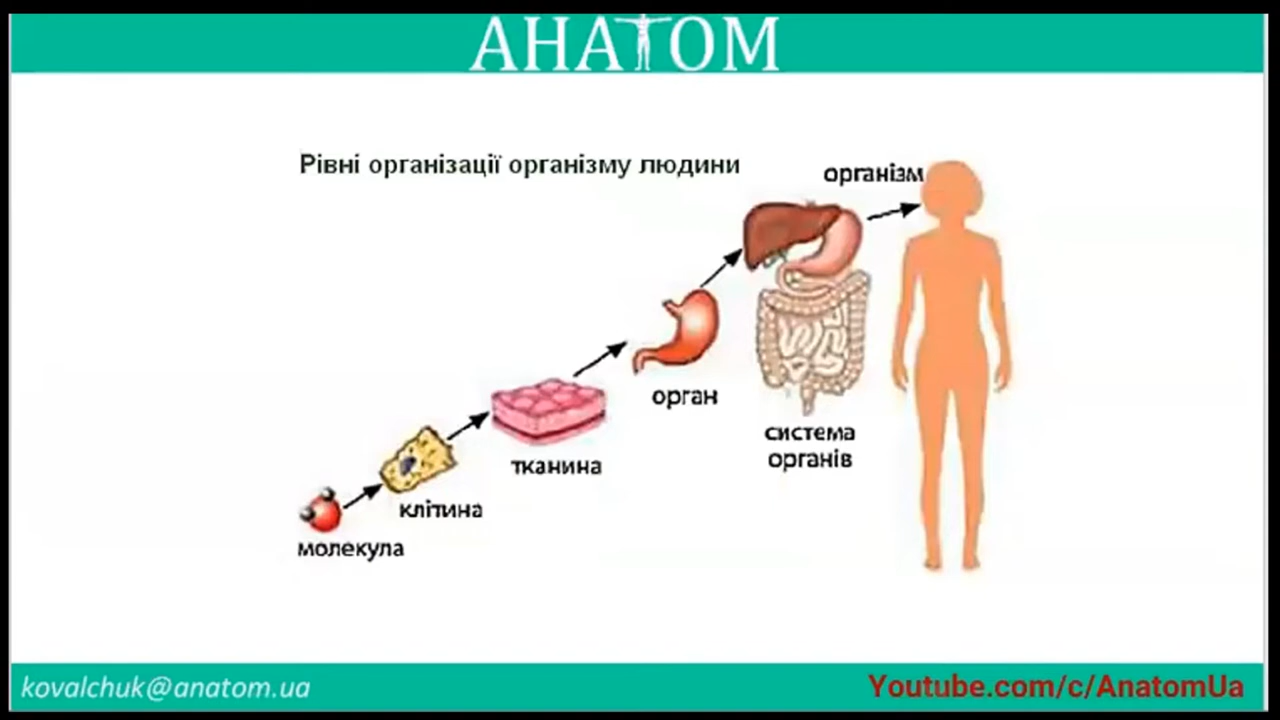 АНАТОМ
Рівні організації організму людини
організм
орган
система
органів
тканина
клітина
молекула
kovalchuk@anatom.ua
Youtube.com/c/AnatomUa